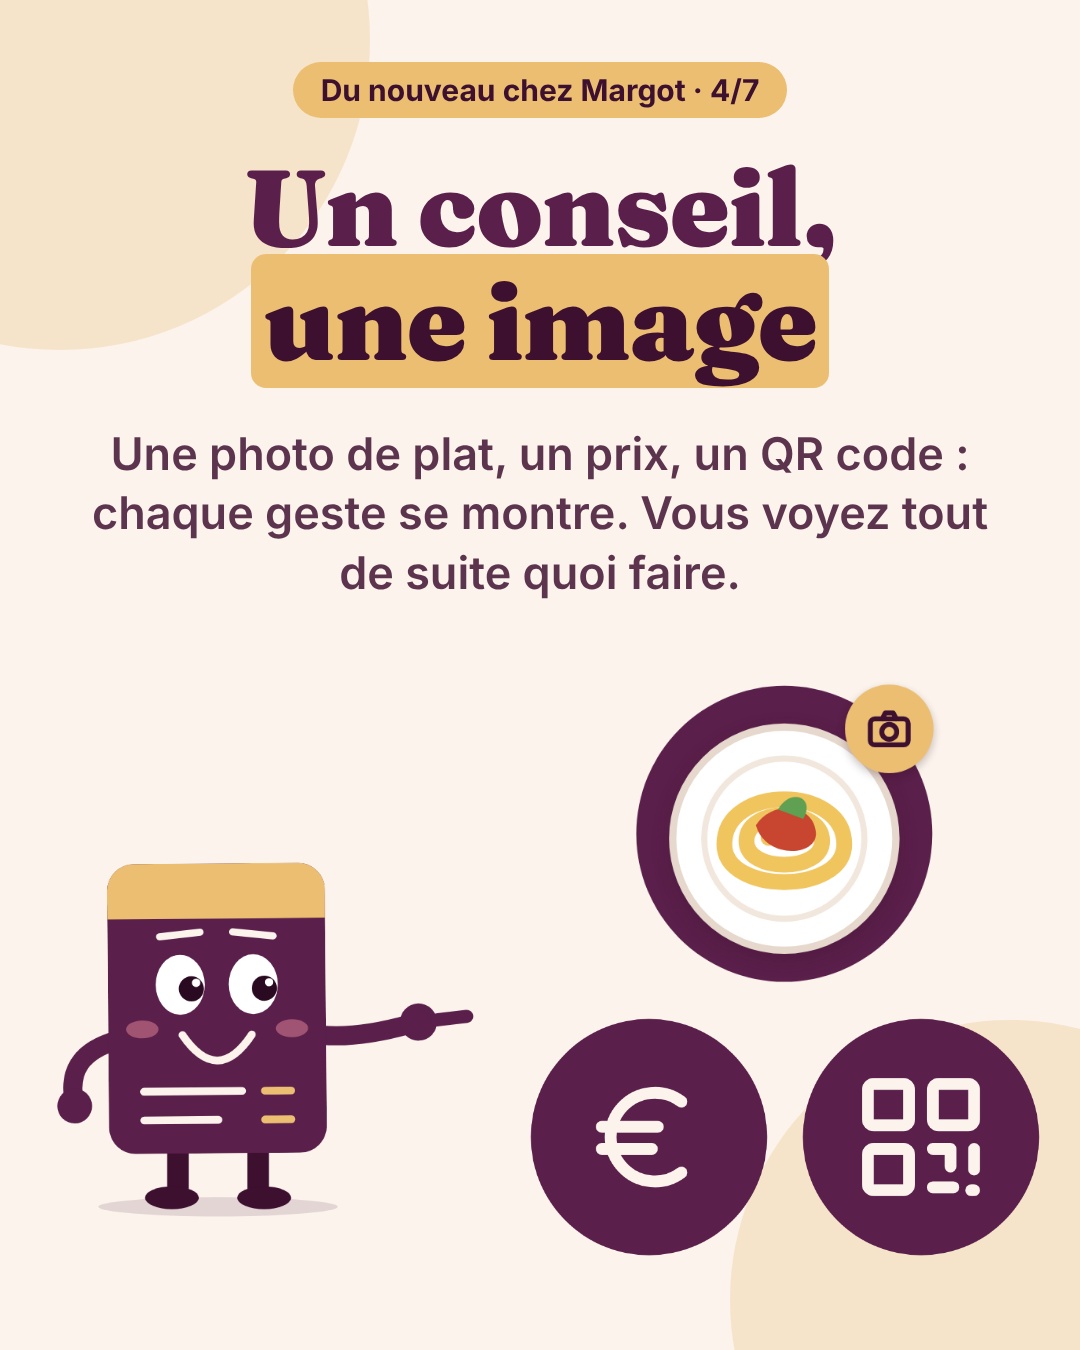 Du nouveau chez Margot · 4/7
Un conseil,
une image
Une photo de plat, un prix, un QR code :
chaque geste se montre. Vous voyez tout
de suite quoi faire.
€